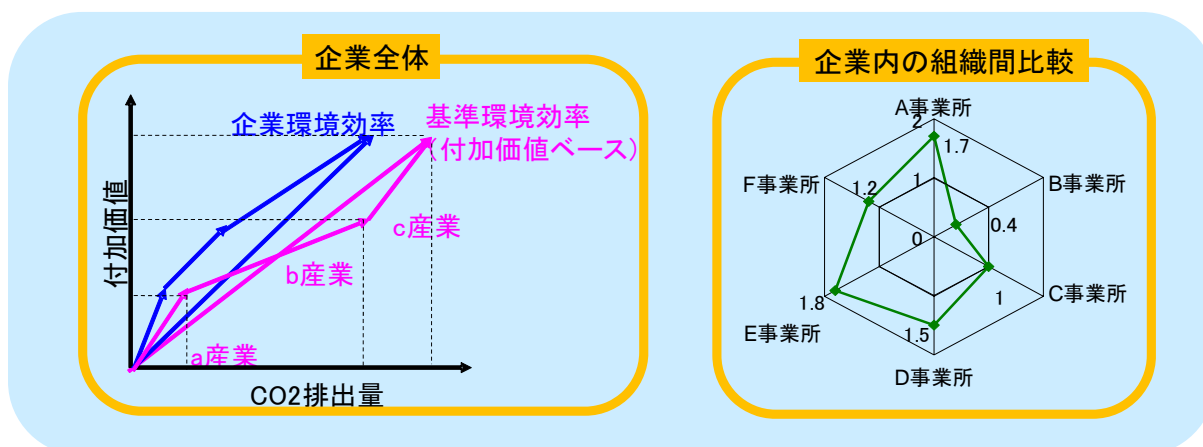 企業全体
企業環境効率
基準環境効率
(付加価値ベース)
付加価値
c産業
b産業
a産業
CO2排出量
企業内の組織間比較
A事業所
2
1.7
F事業所
1
B事業所
1.2
0.4
0
1.8
1
C事業所
E事業所
1.5
D事業所